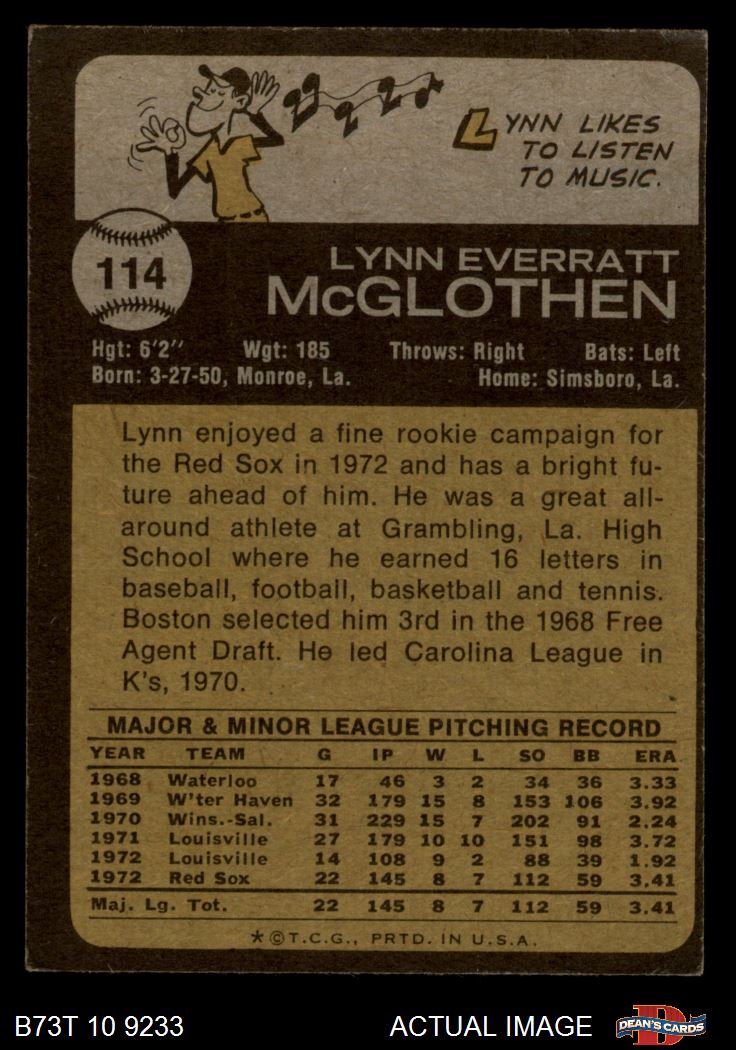 LYNN LIKES
TO LISTEN
TO MUSIC.
114
LYNN EVERRATT
McGLOTHEN
Hgt: 6'2" Wgt: 185 Throws: Right Bats: Left
Born: 3-27-50, Monroe, La. Home: Simsboro, La.
Lynn enjoyed a fine rookie campaign for
the Red Sox in 1972 and has a bright fu-
ture ahead of him. He was a great all-
around athlete at Grambling, La. High
School where he earned 16 letters in
baseball, football, basketball and tennis.
Boston selected him 3rd in the 1968 Free
Agent Draft. He led Carolina League in
K's, 1970.
MAJOR & MINOR LEAGUE PITCHING RECORD
YEAR TEAM G IP W L SO BB ERA
1968 Waterloo 17 46 3 2 34 36 3.33
1969 W'ter Haven 32 179 15 8 153 106 3.92
1970 Wins.-Sal. 31 229 15 7 202 91 2.24
1971 Louisville 27 179 10 10 151 98 3.72
1972 Louisville 14 108 9 2 88 39 1.92
1972 Red Sox 22 145 8 7 112 59 3.41
Maj. Lg. Tot. 22 145 8 7 112 59 3.41
*©T.C.G., PRTD. IN U.S.A.
B73T 10 9233 ACTUAL IMAGE
D
DEAN'S CARDS